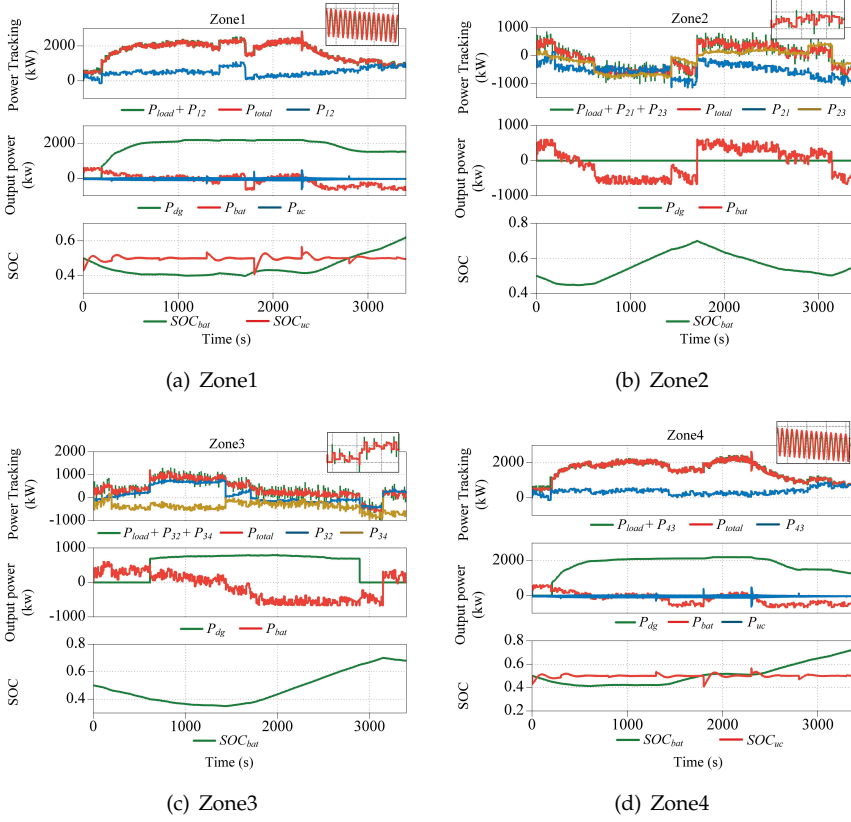 Zone1
Power Tracking
(kW)
2000
0
P_load + P_12 P_total P_12
Output power
(kw)
2000
0
P_dg P_bat P_uc
SOC
0.6
0.4
0 1000 2000 3000
SOC_bat SOC_uc
Time (s)
(a) Zone1
Zone2
Power Tracking
(kW)
1000
0
-1000
P_load + P_21 + P_23 P_total P_21 P_23
Output power
(kw)
1000
0
-1000
P_dg P_bat
SOC
0.8
0.6
0.4
0 1000 2000 3000
SOC_bat
Time (s)
(b) Zone2
Zone3
Power Tracking
(kW)
2000
1000
0
-1000
P_load + P_32 + P_34 P_total P_32 P_34
Output power
(kw)
1000
0
-1000
P_dg P_bat
SOC
0.8
0.6
0.4
0 1000 2000 3000
SOC_bat
Time (s)
(c) Zone3
Zone4
Power Tracking
(kW)
2000
0
P_load + P_43 P_total P_43
Output power
(kw)
2000
0
P_dg P_bat P_uc
SOC
0.8
0.6
0.4
0.2
0 1000 2000 3000
SOC_bat SOC_uc
Time (s)
(d) Zone4